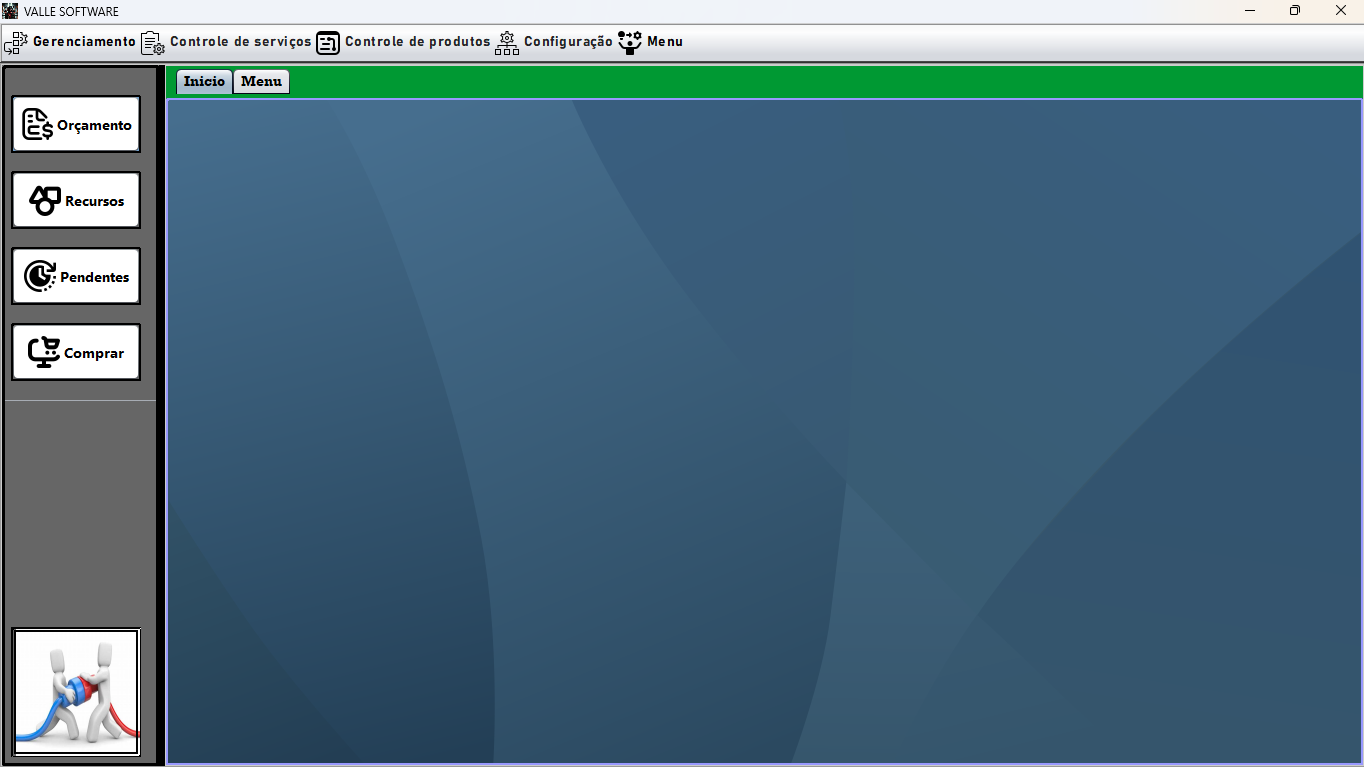 VALLE SOFTWARE
Gerenciamento Controle de serviços Controle de produtos Configuração Menu
Inicio Menu
Orçamento
Recursos
Pendentes
Comprar